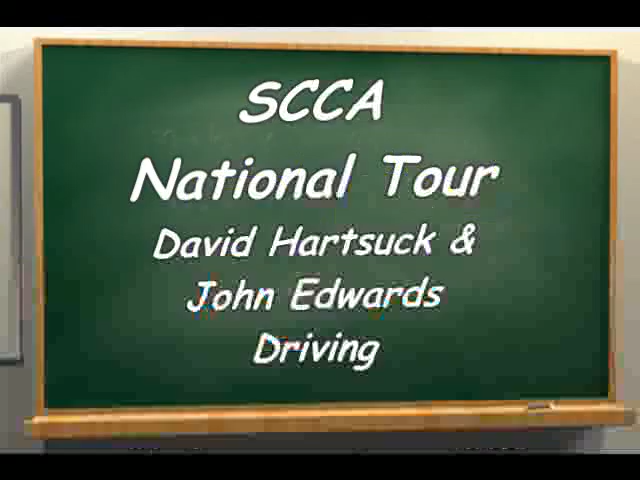 SCCA
National Tour
David Hartsuck &
John Edwards
Driving